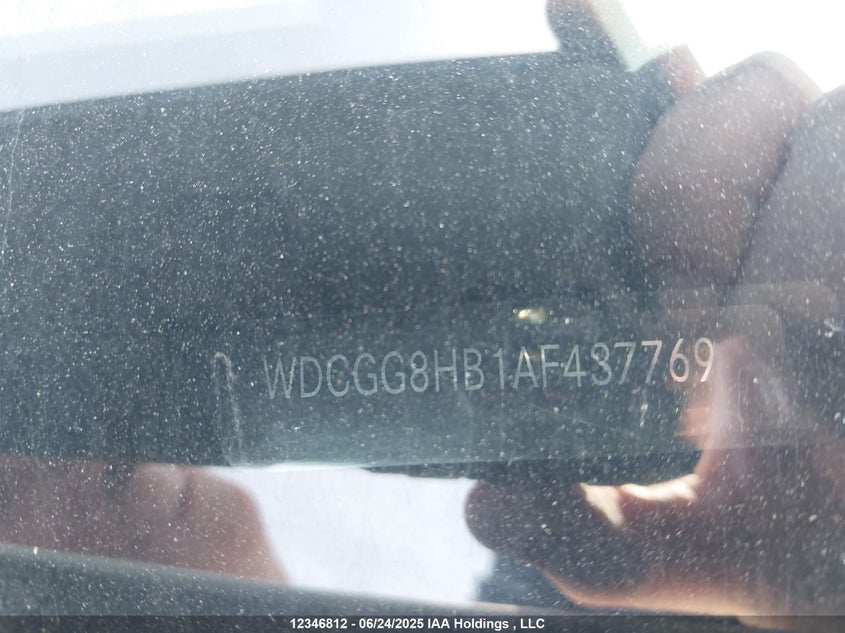 WDCGG8HB1AF437769
12346812 - 06/24/2025 IAA Holdings , LLC